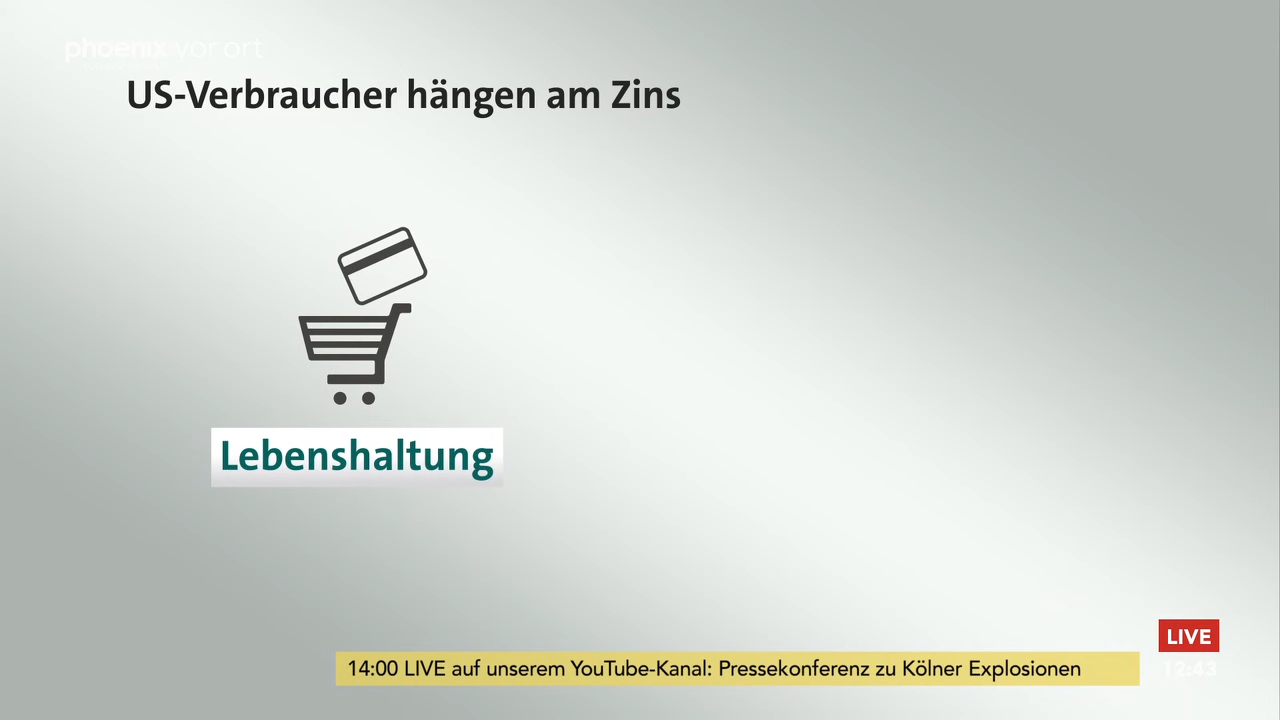 phoenix vor ort
US-Verbraucher hängen am Zins
Lebenshaltung
LIVE
14:00 LIVE auf unserem YouTube-Kanal: Pressekonferenz zu Kölner Explosionen
12:43